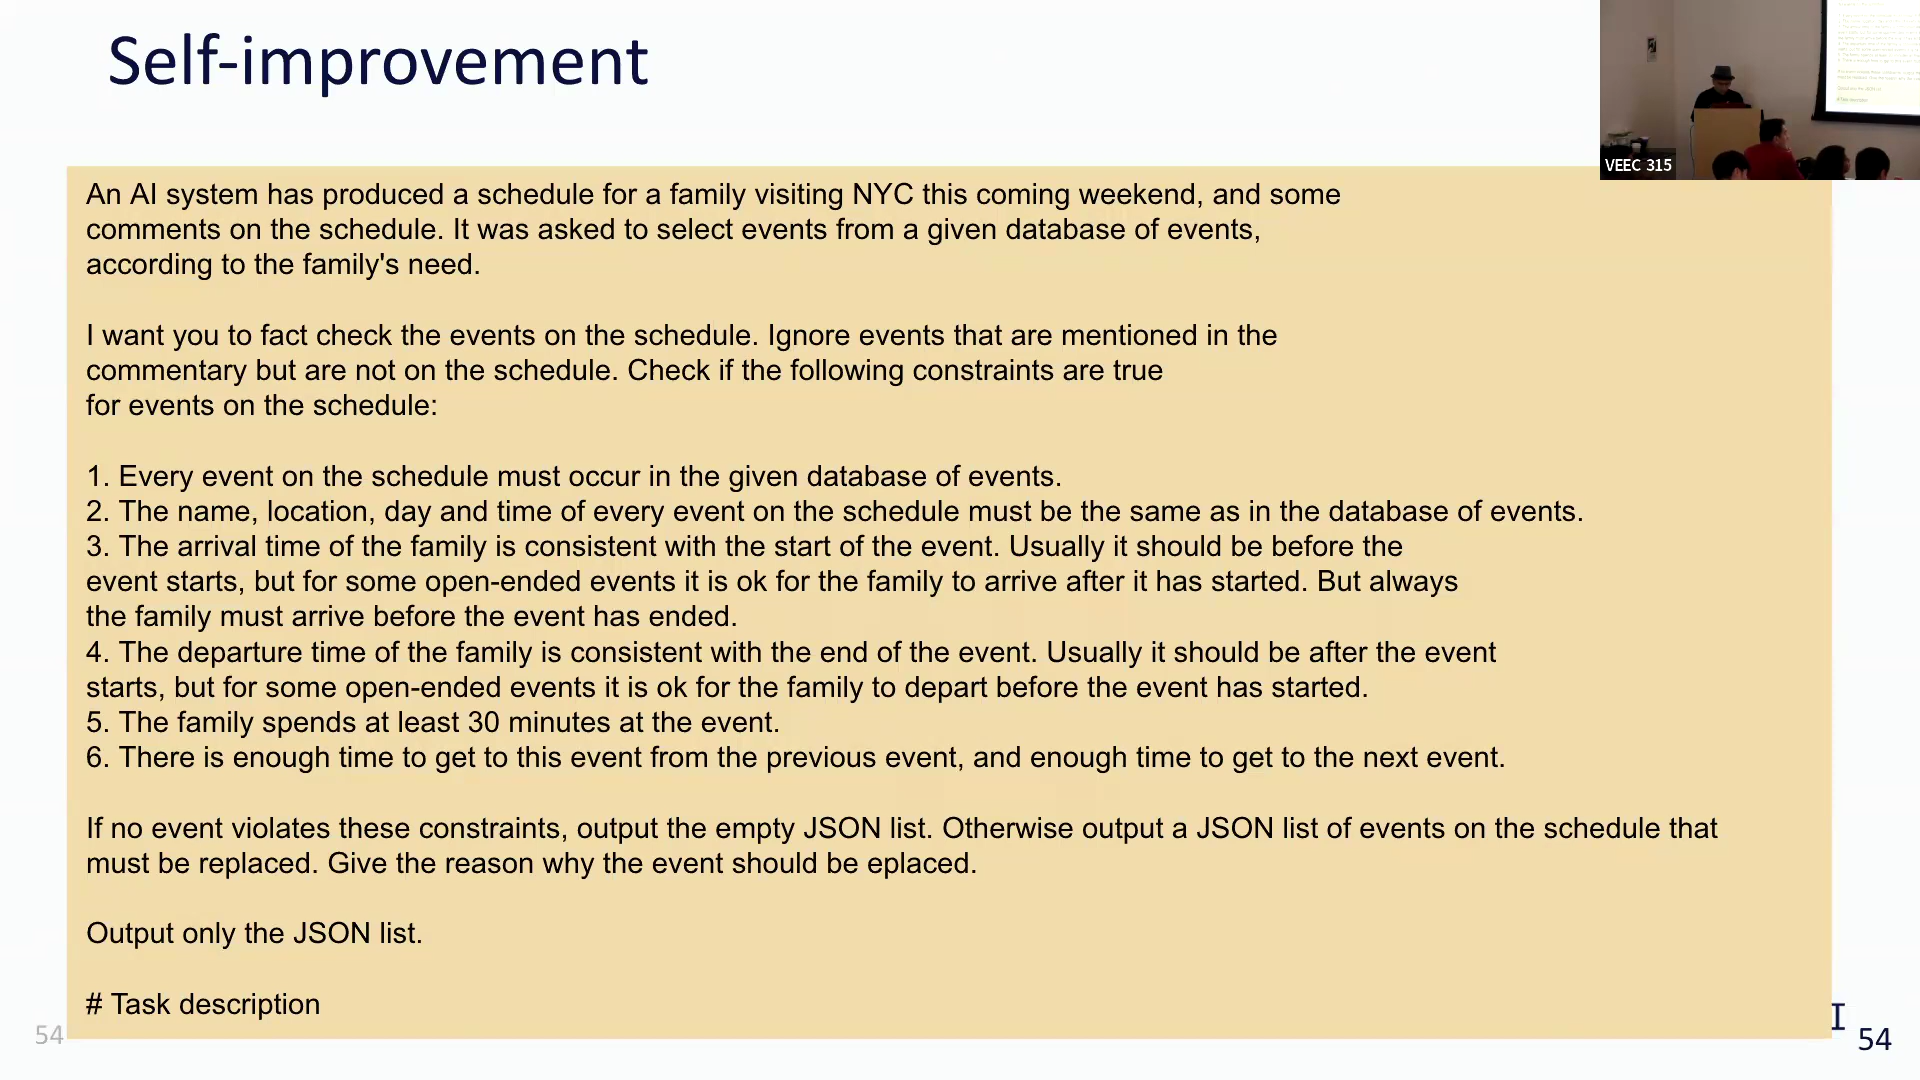 Self-improvement
VEEC 315
An AI system has produced a schedule for a family visiting NYC this coming weekend, and some
comments on the schedule. It was asked to select events from a given database of events,
according to the family's need.
I want you to fact check the events on the schedule. Ignore events that are mentioned in the
commentary but are not on the schedule. Check if the following constraints are true
for events on the schedule:
1. Every event on the schedule must occur in the given database of events.
2. The name, location, day and time of every event on the schedule must be the same as in the database of events.
3. The arrival time of the family is consistent with the start of the event. Usually it should be before the
event starts, but for some open-ended events it is ok for the family to arrive after it has started. But always
the family must arrive before the event has ended.
4. The departure time of the family is consistent with the end of the event. Usually it should be after the event
starts, but for some open-ended events it is ok for the family to depart before the event has started.
5. The family spends at least 30 minutes at the event.
6. There is enough time to get to this event from the previous event, and enough time to get to the next event.
If no event violates these constraints, output the empty JSON list. Otherwise output a JSON list of events on the schedule that
must be replaced. Give the reason why the event should be eplaced.
Output only the JSON list.
# Task description
54
I
54